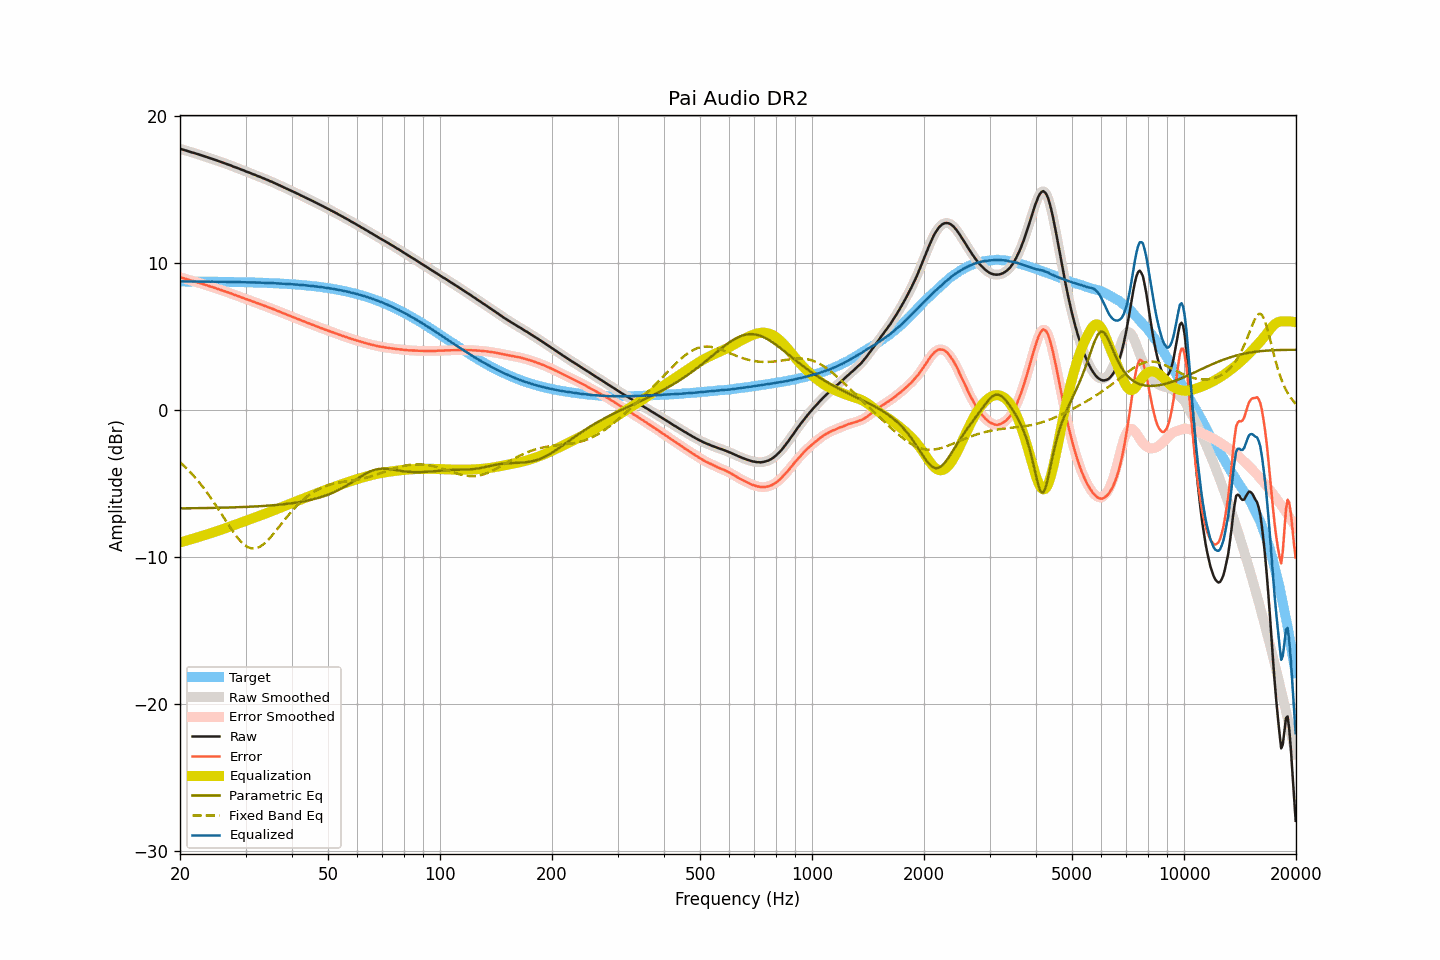 Pai Audio DR2
20
10
0
−10
−20
−30
Amplitude (dBr)
Target
Raw Smoothed
Error Smoothed
Raw
Error
Equalization
Parametric Eq
Fixed Band Eq
Equalized
20 50 100 200 500 1000 2000 5000 10000 20000
Frequency (Hz)